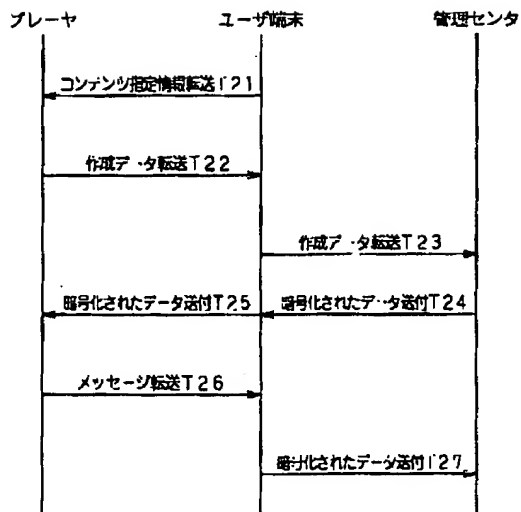 プレーヤ ユーザ端末 管理センタ
コンテンツ指定情報転送T21
作成データ転送T22
作成データ転送T23
暗号化されたデータ送付T25 暗号化されたデータ送付T24
メッセージ転送T26
暗号化されたデータ送付T27